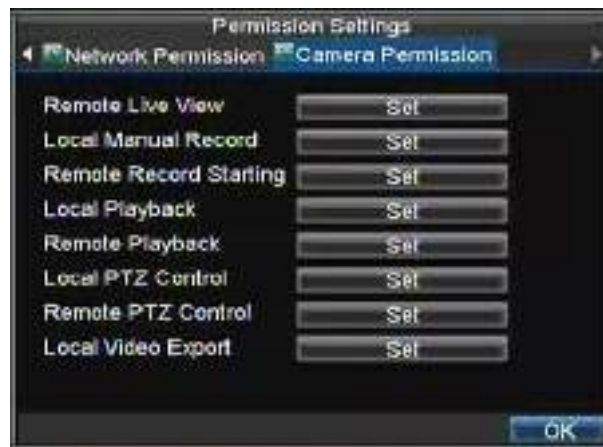 Permission Settings
Network Permission Camera Permission
Remote Live View Set
Local Manual Record Set
Remote Record Starting Set
Local Playback Set
Remote Playback Set
Local PTZ Control Set
Remote PTZ Control Set
Local Video Export Set
OK